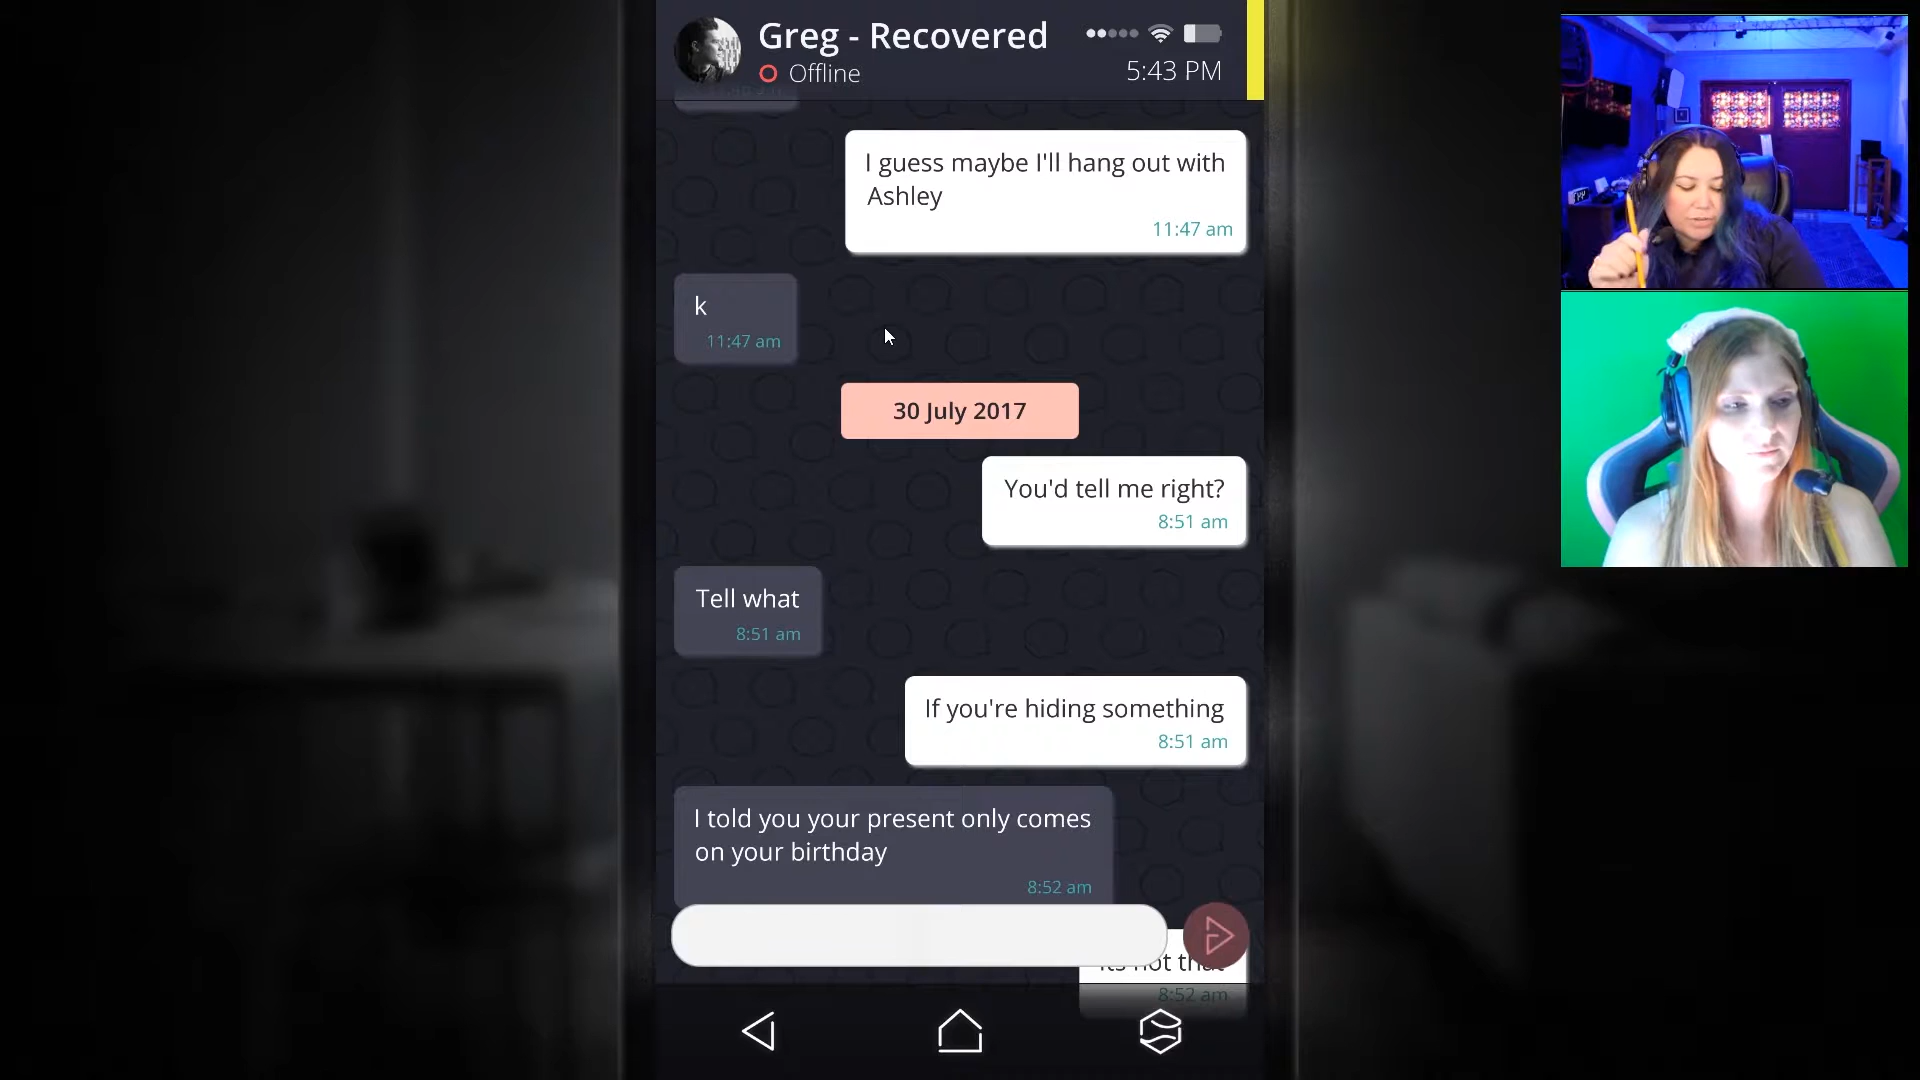 Greg - Recovered
Offline
5:43 PM
I guess maybe I'll hang out with
Ashley
11:47 am
k
11:47 am
30 July 2017
You'd tell me right?
8:51 am
Tell what
8:51 am
If you're hiding something
8:51 am
I told you your present only comes
on your birthday
8:52 am
Its not that
8:52 am